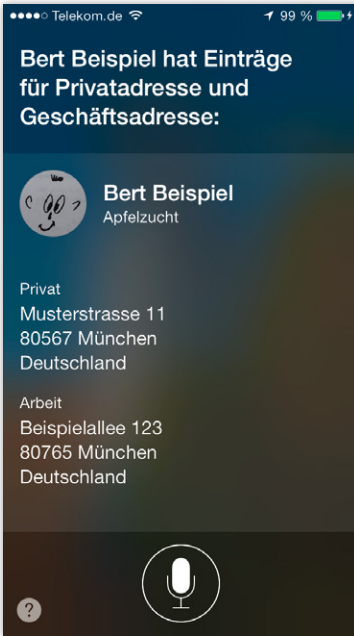 Telekom.de 99 %
Bert Beispiel hat Einträge
für Privatadresse und
Geschäftsadresse:
Bert Beispiel
Apfelzucht
Privat
Musterstrasse 11
80567 München
Deutschland
Arbeit
Beispielallee 123
80765 München
Deutschland
?